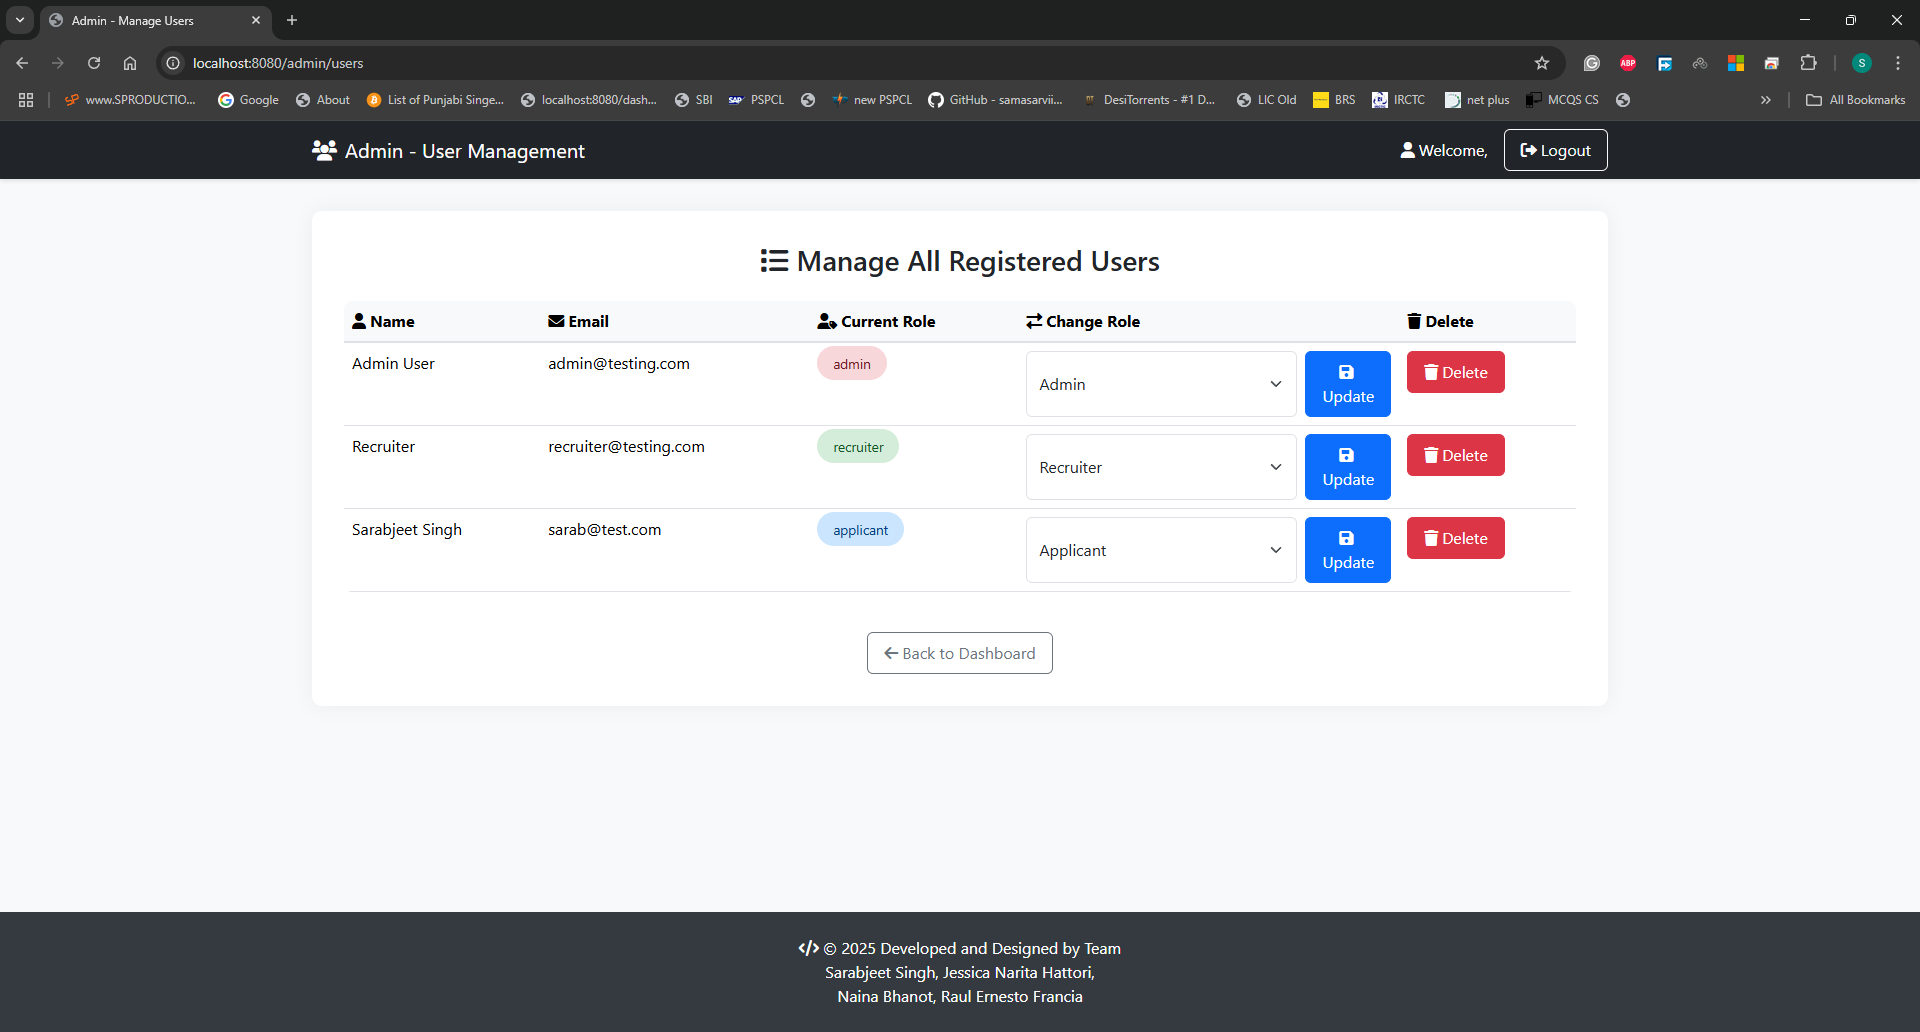 Admin - Manage Users
localhost:8080/admin/users
www.SPRODUCTIO... Google About List of Punjabi Singe... localhost:8080/dash... SBI SAP PSPCL new PSPCL GitHub - samasarvii... DesiTorrents - #1 D... LIC Old BRS IRCTC net plus MCQS CS All Bookmarks
ABP
S
Admin - User Management
Welcome,
Logout
Manage All Registered Users
Name Email Current Role Change Role Delete
Admin User admin@testing.com admin Admin Update Delete
Recruiter recruiter@testing.com recruiter Recruiter Update Delete
Sarabjeet Singh sarab@test.com applicant Applicant Update Delete
Back to Dashboard
© 2025 Developed and Designed by Team
Sarabjeet Singh, Jessica Narita Hattori,
Naina Bhanot, Raul Ernesto Francia